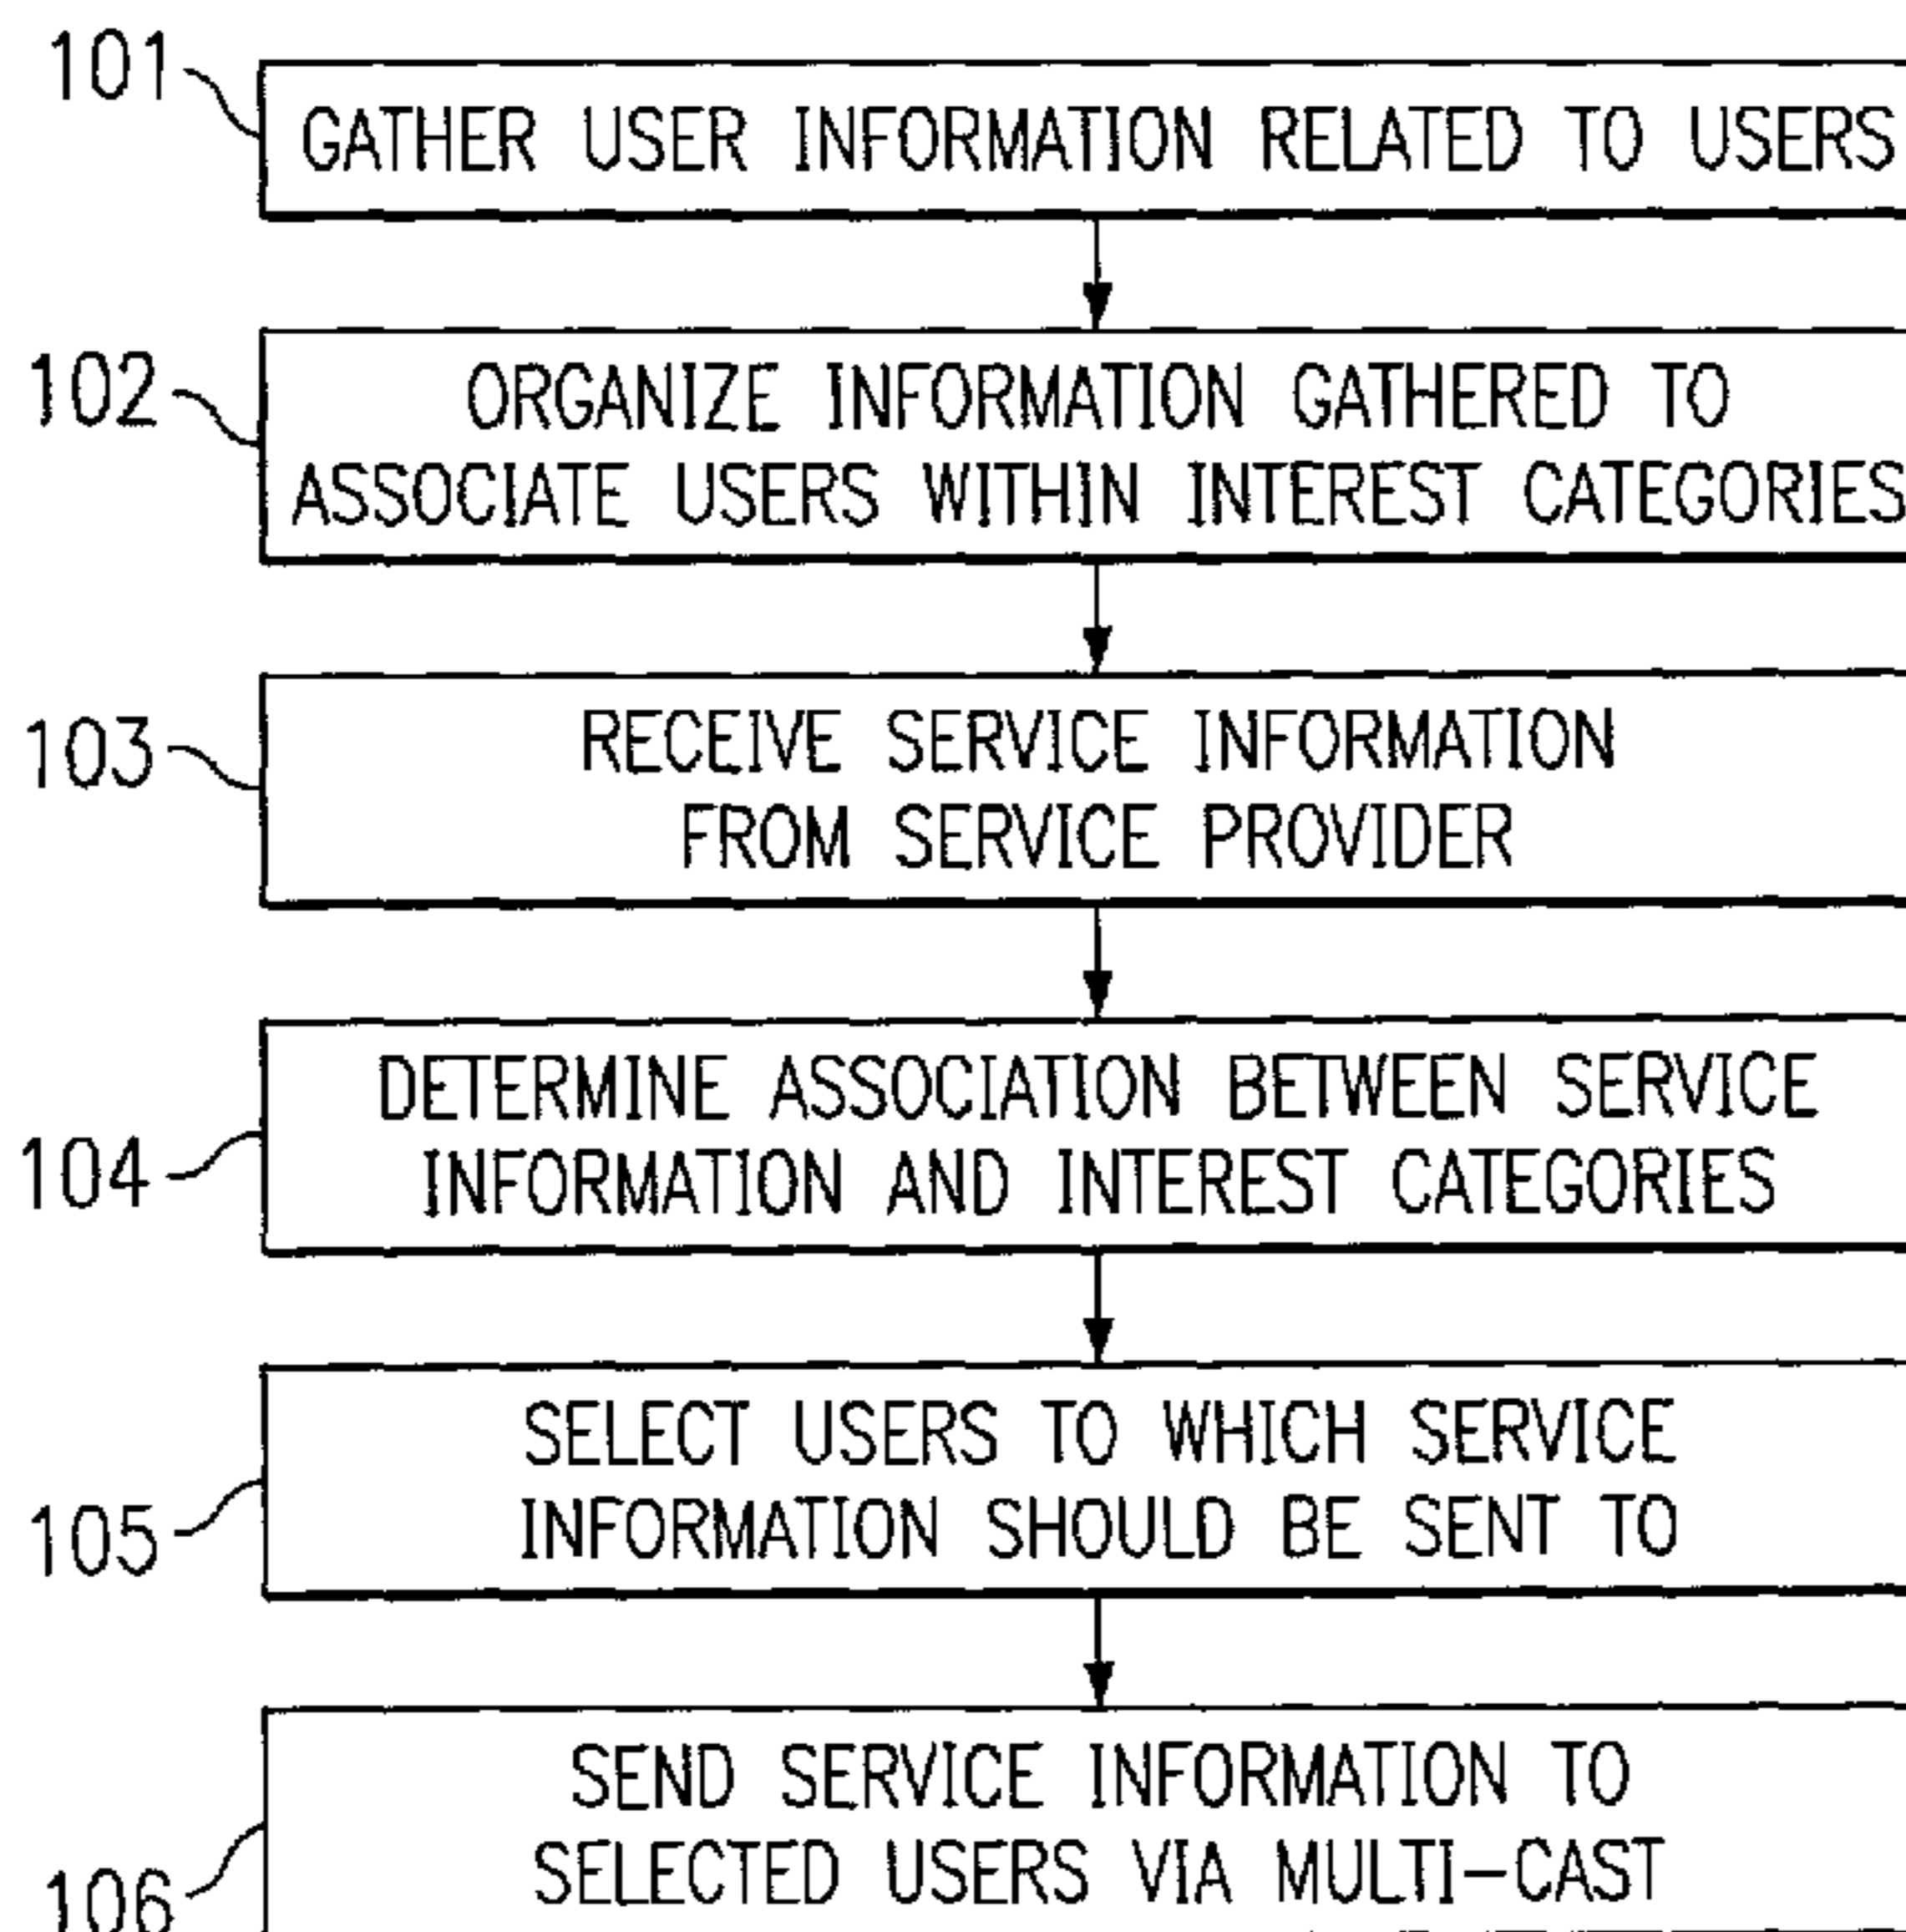 101
GATHER USER INFORMATION RELATED TO USERS
102
ORGANIZE INFORMATION GATHERED TO
ASSOCIATE USERS WITHIN INTEREST CATEGORIES
103
RECEIVE SERVICE INFORMATION
FROM SERVICE PROVIDER
104
DETERMINE ASSOCIATION BETWEEN SERVICE
INFORMATION AND INTEREST CATEGORIES
105
SELECT USERS TO WHICH SERVICE
INFORMATION SHOULD BE SENT TO
106
SEND SERVICE INFORMATION TO
SELECTED USERS VIA MULTI-CAST